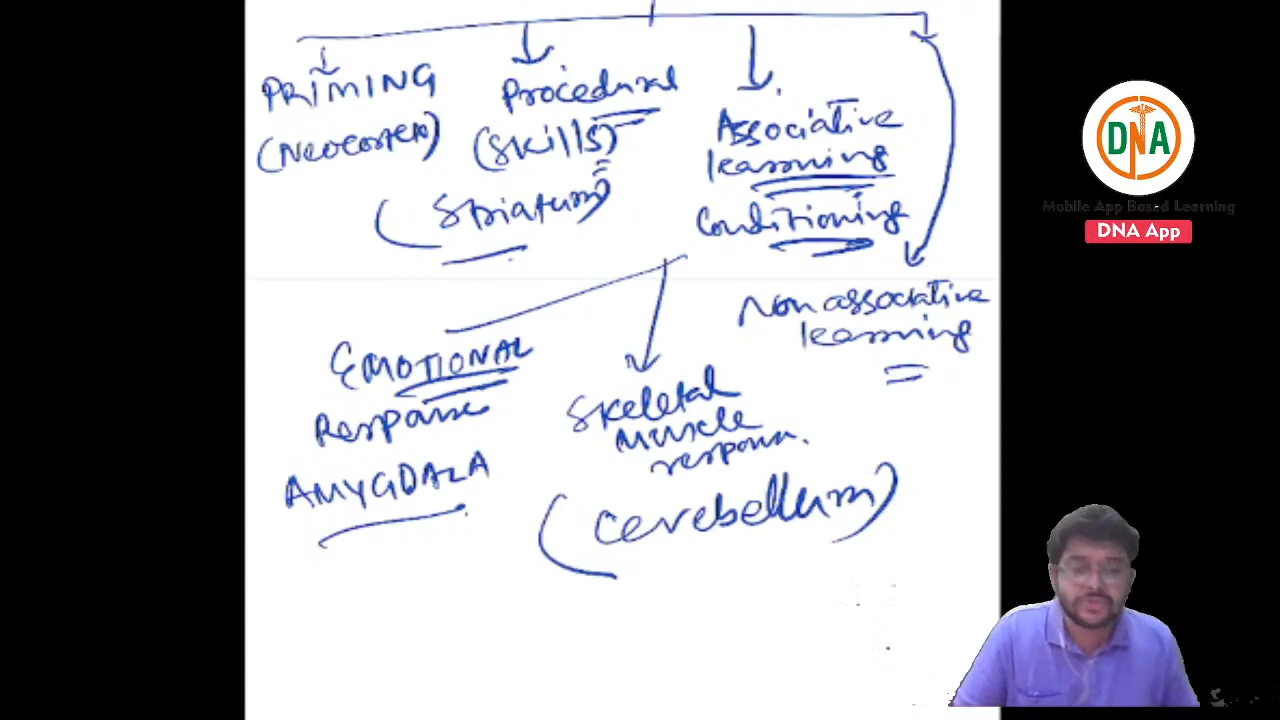 PRIMING
(Neocortex)
Procedural
(Skills)
(Striatum)
Associative
learning
Conditioning
Non associative
learning
EMOTIONAL
Response
AMYGDALA
Skeletal
muscle
respons.
(Cerebellum)
DNA
Mobile App Based Learning
DNA App